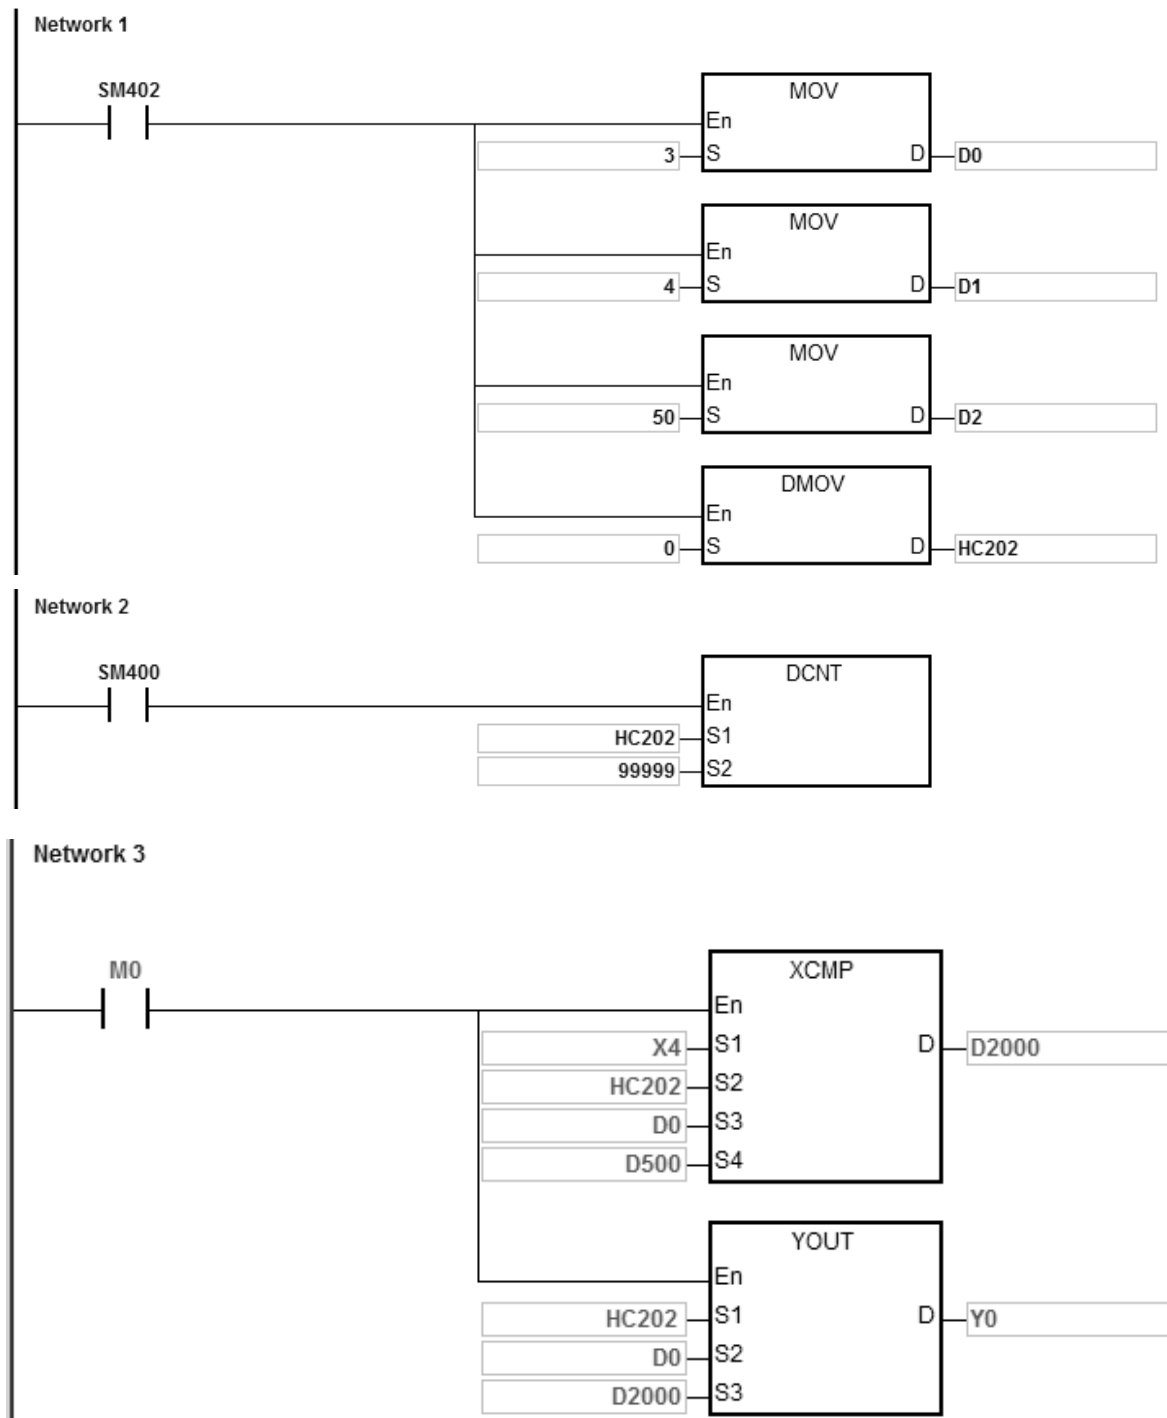 Network 1
SM402
MOV
En
3 S D D0
MOV
En
4 S D D1
MOV
En
50 S D D2
DMOV
En
0 S D HC202
Network 2
SM400
DCNT
En
HC202 S1
99999 S2
Network 3
M0
XCMP
En
X4 S1 D D2000
HC202 S2
D0 S3
D500 S4
YOUT
En
HC202 S1 D Y0
D0 S2
D2000 S3